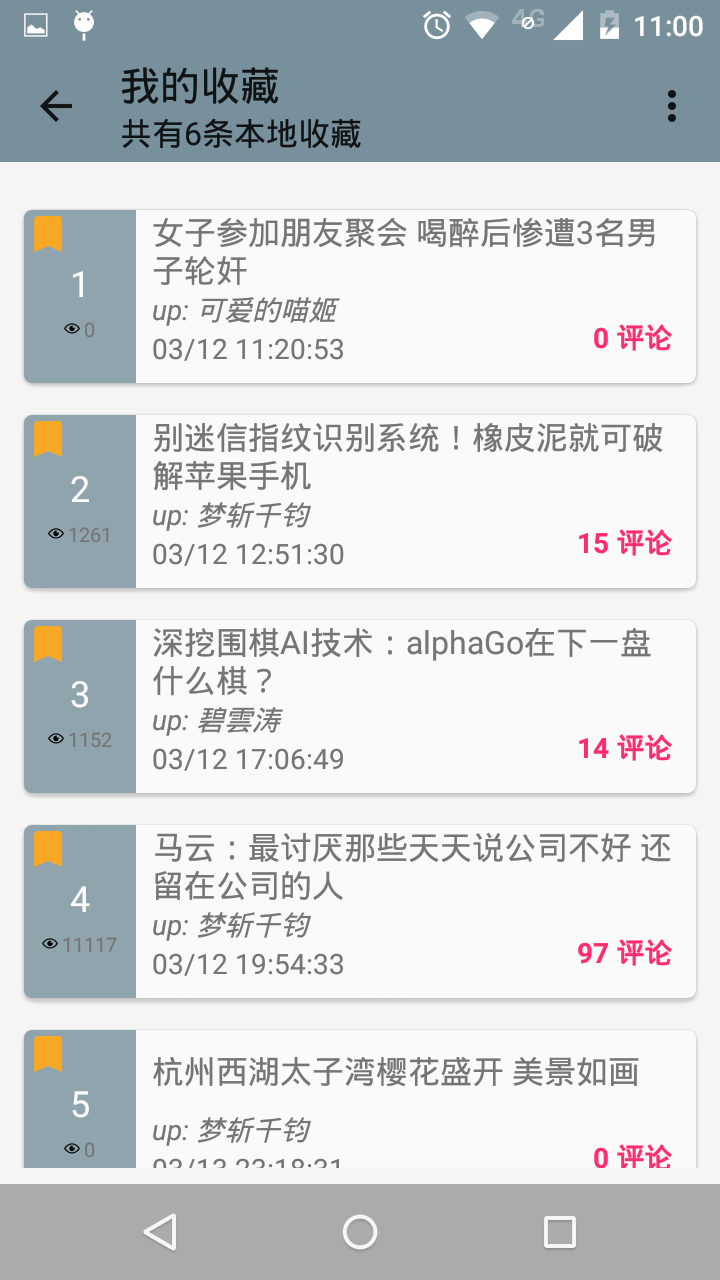 4G
11:00
我的收藏
共有6条本地收藏
1
0
女子参加朋友聚会 喝醉后惨遭3名男
子轮奸
up: 可爱的喵姬
03/12 11:20:53
0 评论
2
1261
别迷信指纹识别系统！橡皮泥就可破
解苹果手机
up: 梦斩千钧
03/12 12:51:30
15 评论
3
1152
深挖围棋AI技术：alphaGo在下一盘
什么棋？
up: 碧雲涛
03/12 17:06:49
14 评论
4
11117
马云：最讨厌那些天天说公司不好 还
留在公司的人
up: 梦斩千钧
03/12 19:54:33
97 评论
5
0
杭州西湖太子湾樱花盛开 美景如画
up: 梦斩千钧
03/13 23:18:31
0 评论